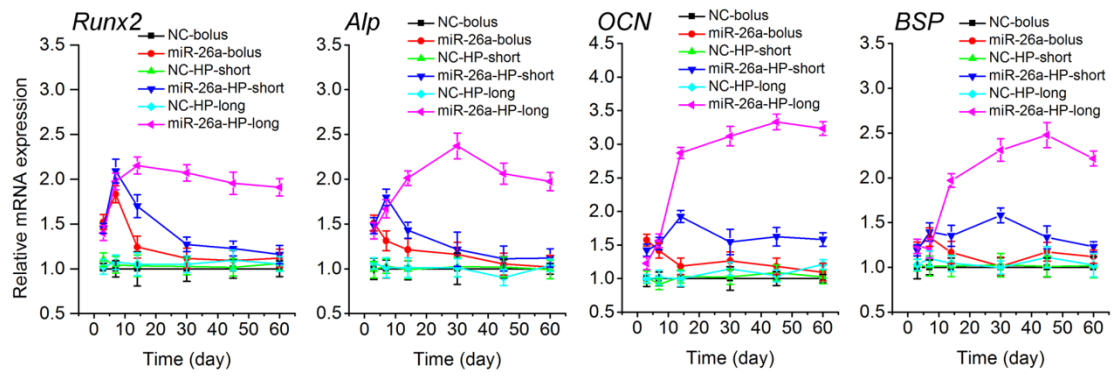 Runx2
NC-bolus
miR-26a-bolus
NC-HP-short
miR-26a-HP-short
NC-HP-long
miR-26a-HP-long
Relative mRNA expression
3.5
3.0
2.5
2.0
1.5
1.0
0.5
0 10 20 30 40 50 60
Time (day)
Alp
NC-bolus
miR-26a-bolus
NC-HP-short
miR-26a-HP-short
NC-HP-long
miR-26a-HP-long
3.5
3.0
2.5
2.0
1.5
1.0
0.5
0 10 20 30 40 50 60
Time (day)
OCN
NC-bolus
miR-26a-bolus
NC-HP-short
miR-26a-HP-short
NC-HP-long
miR-26a-HP-long
4.5
4.0
3.5
3.0
2.5
2.0
1.5
1.0
0.5
0 10 20 30 40 50 60
Time (day)
BSP
NC-bolus
miR-26a-bolus
NC-HP-short
miR-26a-HP-short
NC-HP-long
miR-26a-HP-long
3.5
3.0
2.5
2.0
1.5
1.0
0.5
0 10 20 30 40 50 60
Time (day)